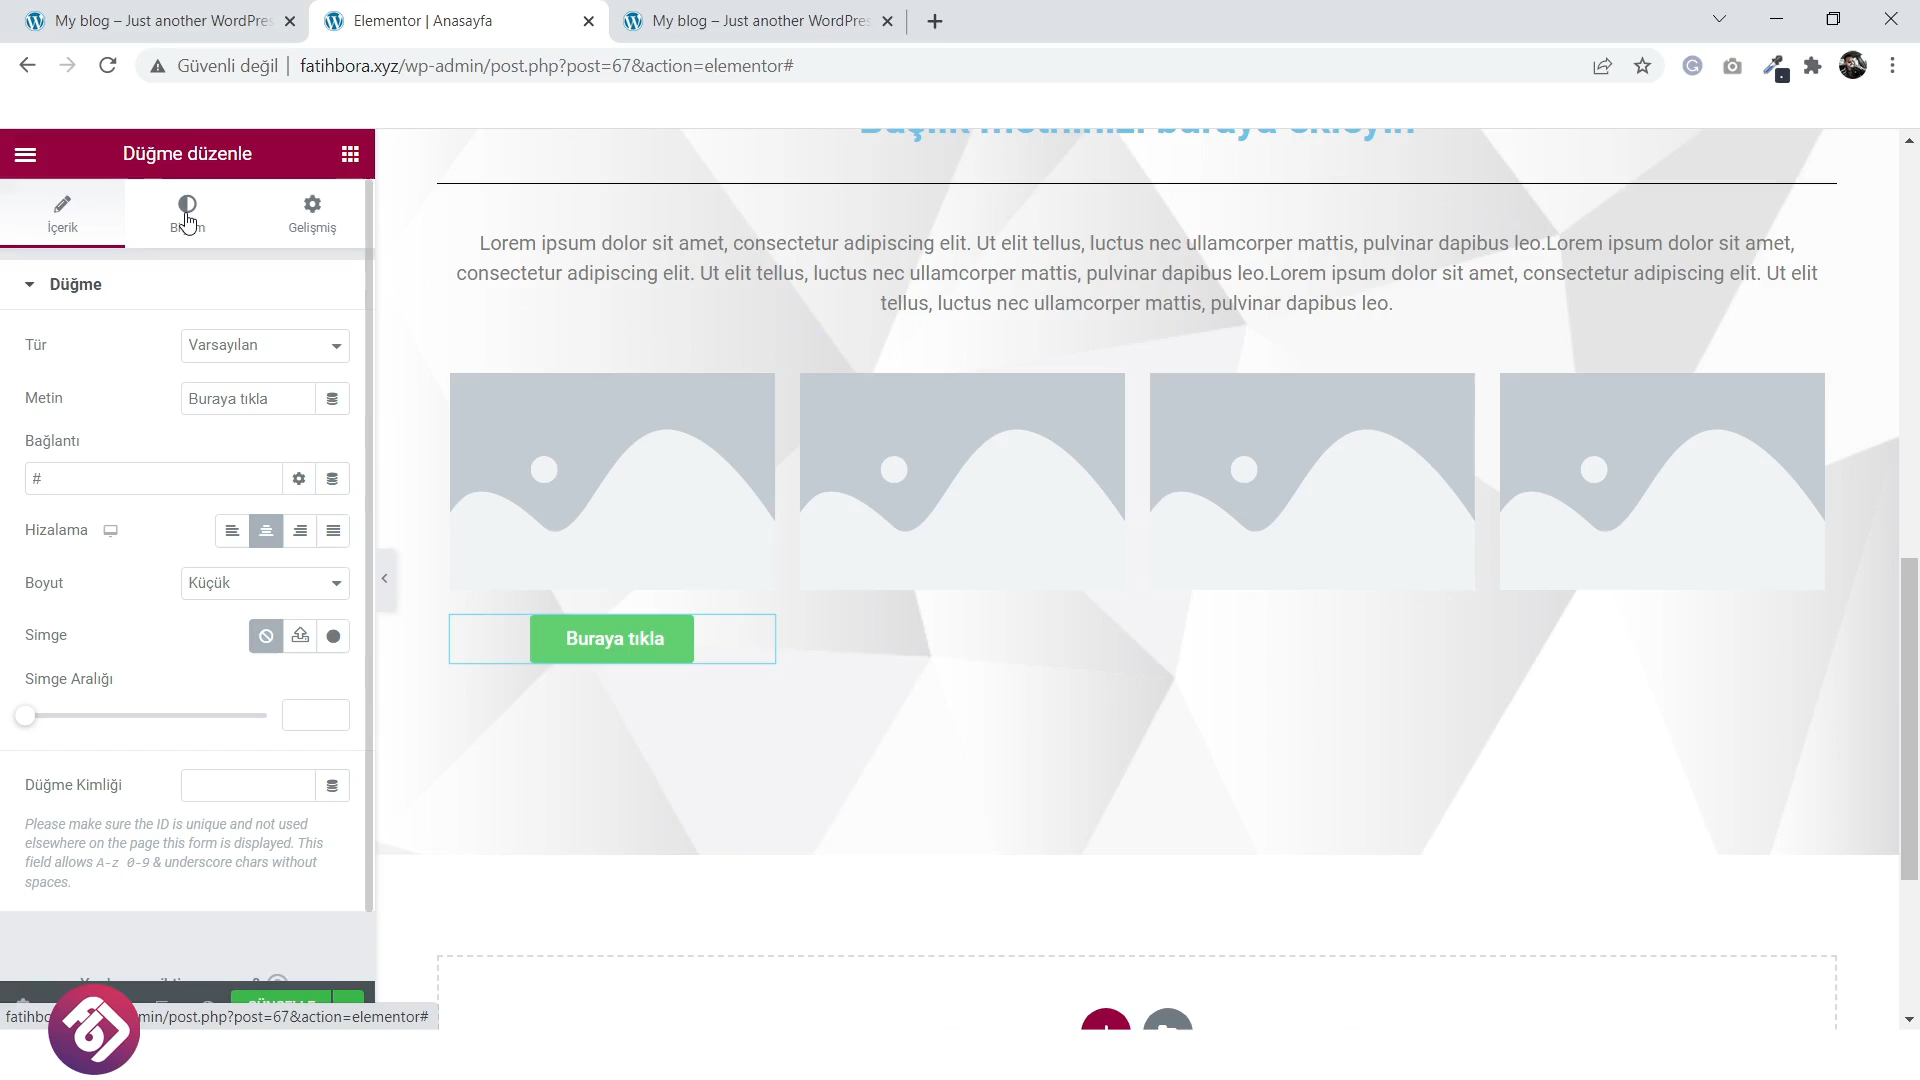 My blog – Just another WordPres
Elementor | Anasayfa
My blog – Just another WordPres
Güvenli değil
fatihbora.xyz/wp-admin/post.php?post=67&action=elementor#
Düğme düzenle
İçerik
Gelişmiş
Düğme
Tür
Varsayılan
Metin
Buraya tıkla
Bağlantı
#
Hizalama
Boyut
Küçük
Simge
Simge Aralığı
Düğme Kimliği
Please make sure the ID is unique and not used
elsewhere on the page this form is displayed. This
field allows A-z 0-9 & underscore chars without
spaces.
GÜNCELLE
fatihbo
min/post.php?post=67&action=elementor#
Başlık metninizi buraya ekleyin
Lorem ipsum dolor sit amet, consectetur adipiscing elit. Ut elit tellus, luctus nec ullamcorper mattis, pulvinar dapibus leo.Lorem ipsum dolor sit amet,
consectetur adipiscing elit. Ut elit tellus, luctus nec ullamcorper mattis, pulvinar dapibus leo.Lorem ipsum dolor sit amet, consectetur adipiscing elit. Ut elit
tellus, luctus nec ullamcorper mattis, pulvinar dapibus leo.
Buraya tıkla